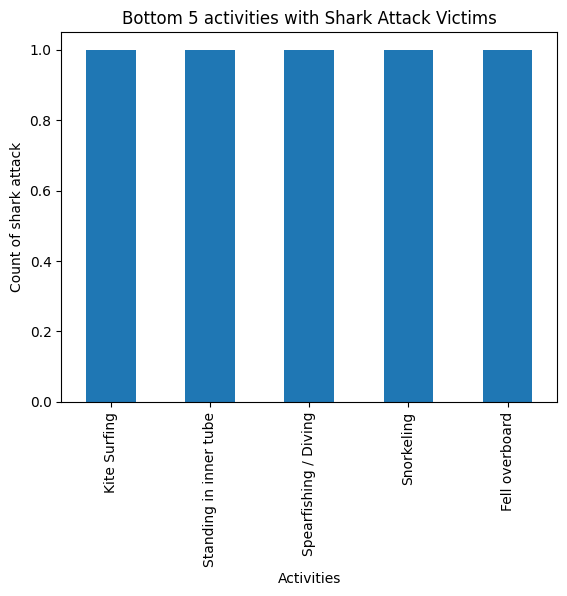 Bottom 5 activities with Shark Attack Victims
Count of shark attack
1.0
0.8
0.6
0.4
0.2
0.0
Kite Surfing
Standing in inner tube
Spearfishing / Diving
Snorkeling
Fell overboard
Activities